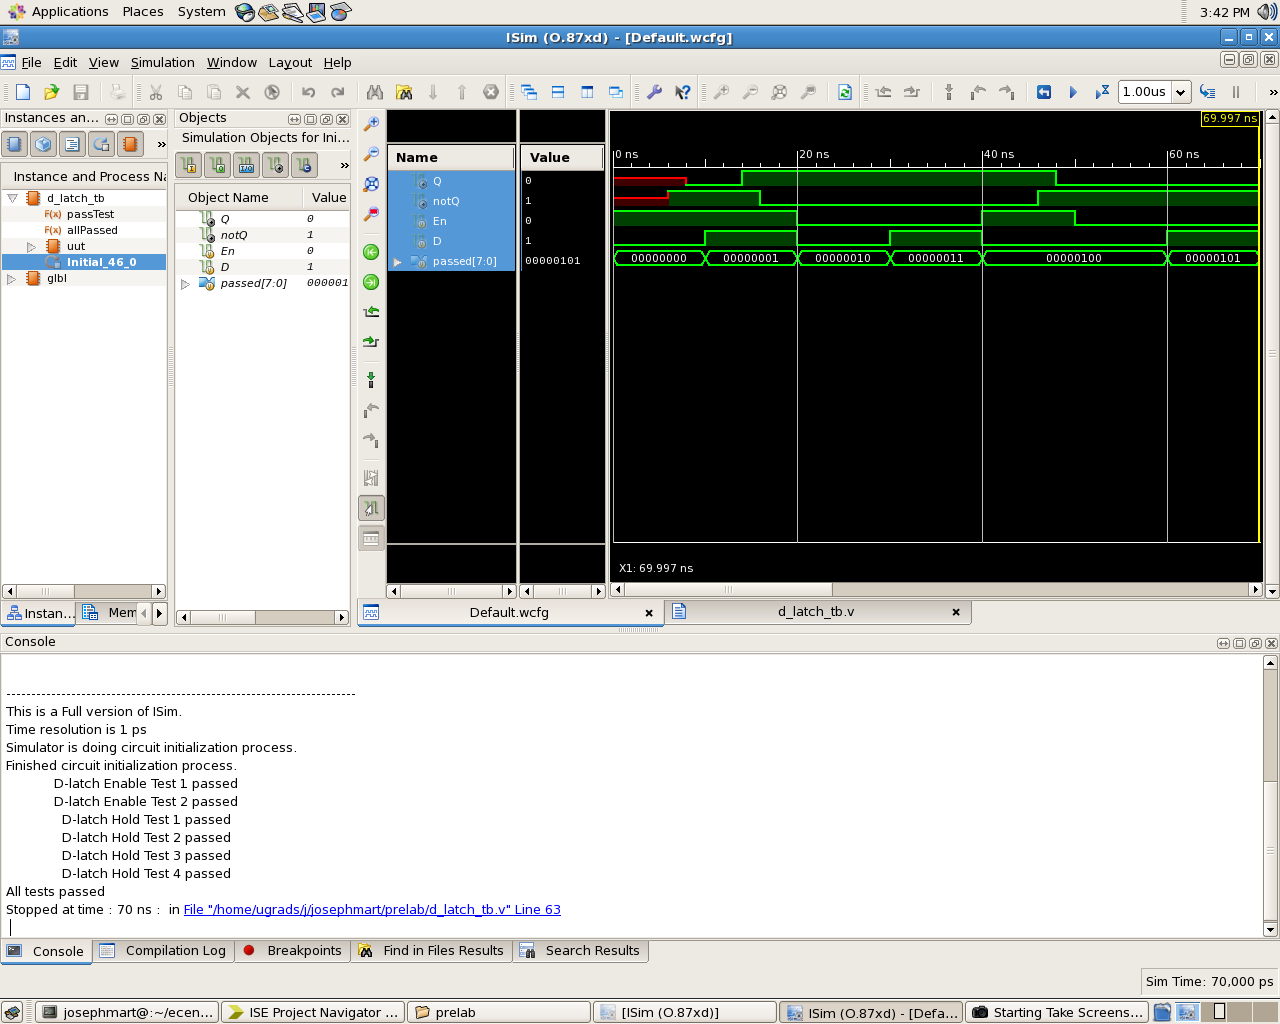 Applications Places System 3:42 PM
ISim (O.87xd) - [Default.wcfg]
File Edit View Simulation Window Layout Help
1.00us
Instances an...
Instance and Process Na
d_latch_tb
F(x) passTest
F(x) allPassed
uut
Initial_46_0
glbl
Instan... Mem
Objects
Simulation Objects for Ini...
Object Name Value
Q 0
notQ 1
En 0
D 1
passed[7:0] 000001
Name Value
Q 0
notQ 1
En 0
D 1
passed[7:0] 00000101
69.997 ns
0 ns 20 ns 40 ns 60 ns
00000000 00000001 00000010 00000011 00000100 00000101
X1: 69.997 ns
Default.wcfg d_latch_tb.v
Console
----------------------------------------------------------------------
This is a Full version of ISim.
Time resolution is 1 ps
Simulator is doing circuit initialization process.
Finished circuit initialization process.
D-latch Enable Test 1 passed
D-latch Enable Test 2 passed
D-latch Hold Test 1 passed
D-latch Hold Test 2 passed
D-latch Hold Test 3 passed
D-latch Hold Test 4 passed
All tests passed
Stopped at time : 70 ns : in File "/home/ugrads/j/josephmart/prelab/d_latch_tb.v" Line 63
Console Compilation Log Breakpoints Find in Files Results Search Results
Sim Time: 70,000 ps
josephmart@:~/ecen... ISE Project Navigator ... prelab [ISim (O.87xd)] ISim (O.87xd) - [Defa... Starting Take Screens...